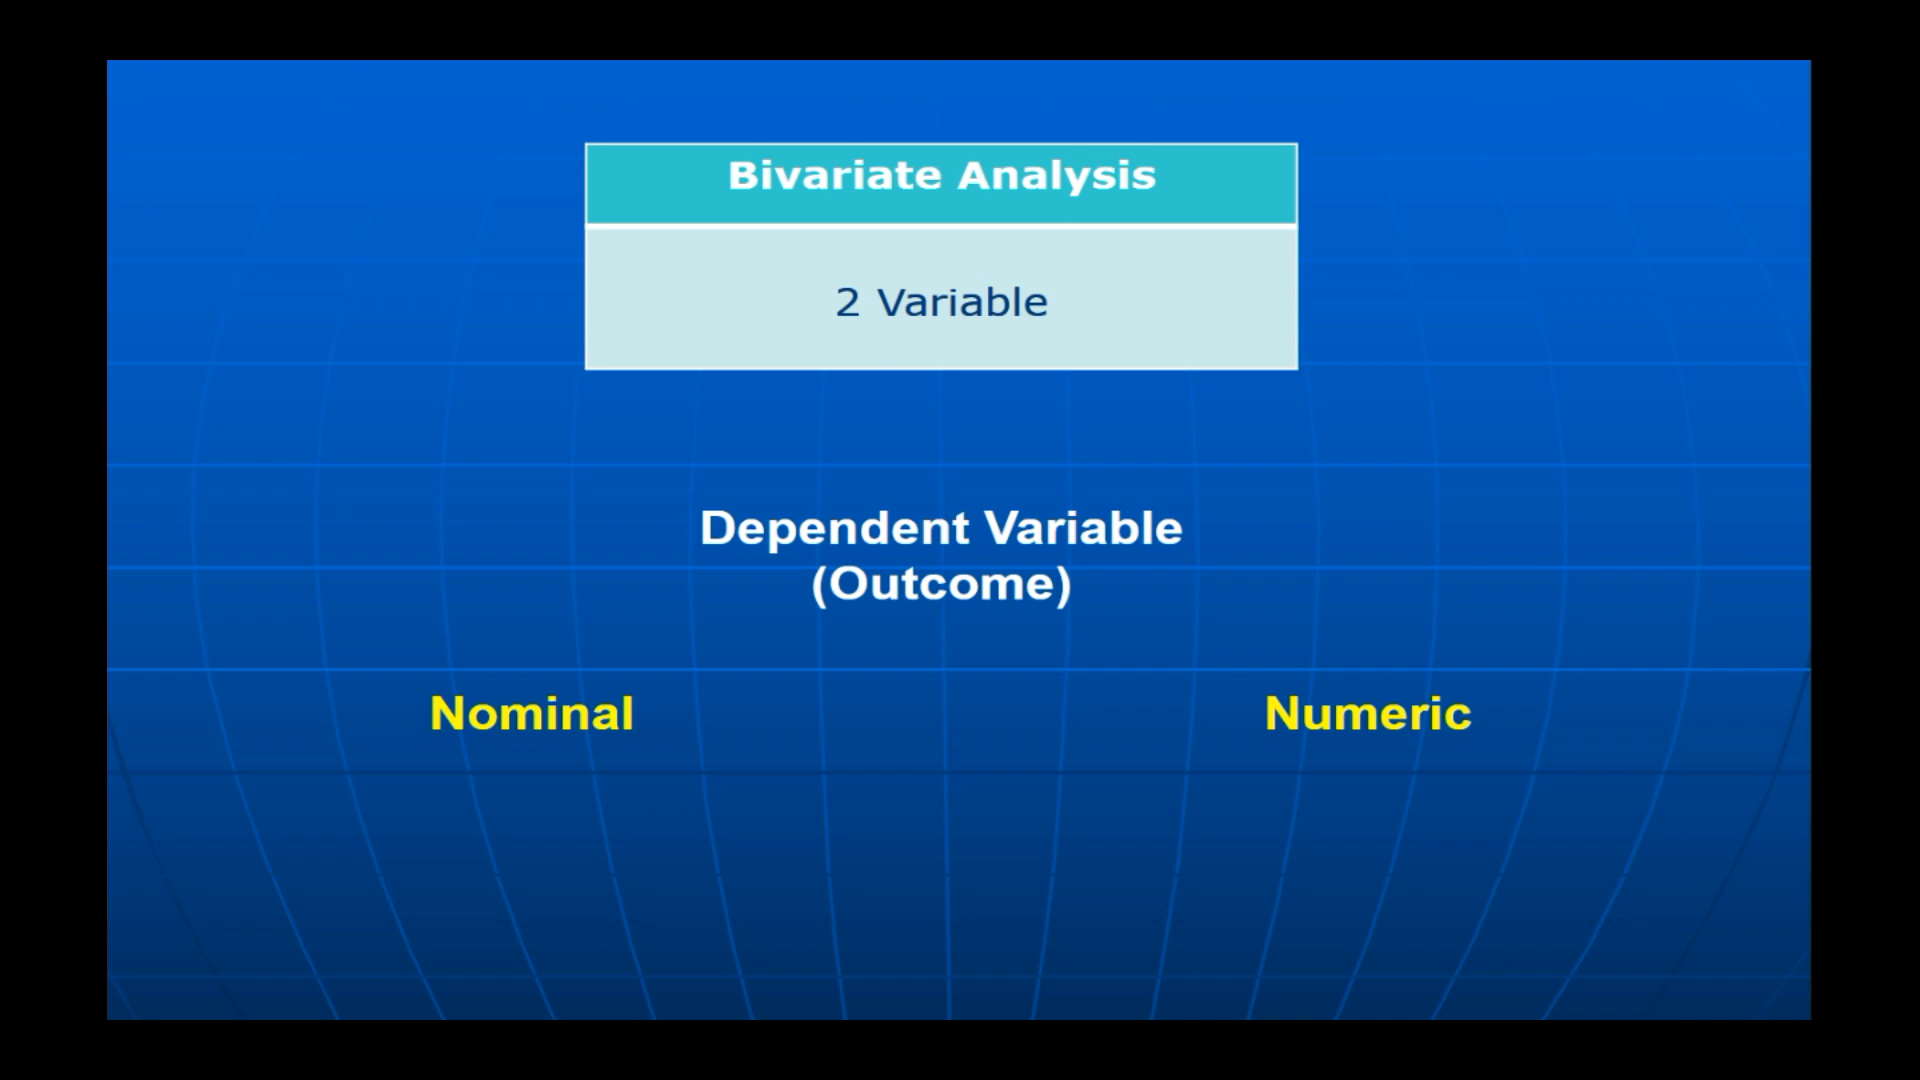 Bivariate Analysis
2 Variable
Dependent Variable
(Outcome)
Nominal
Numeric